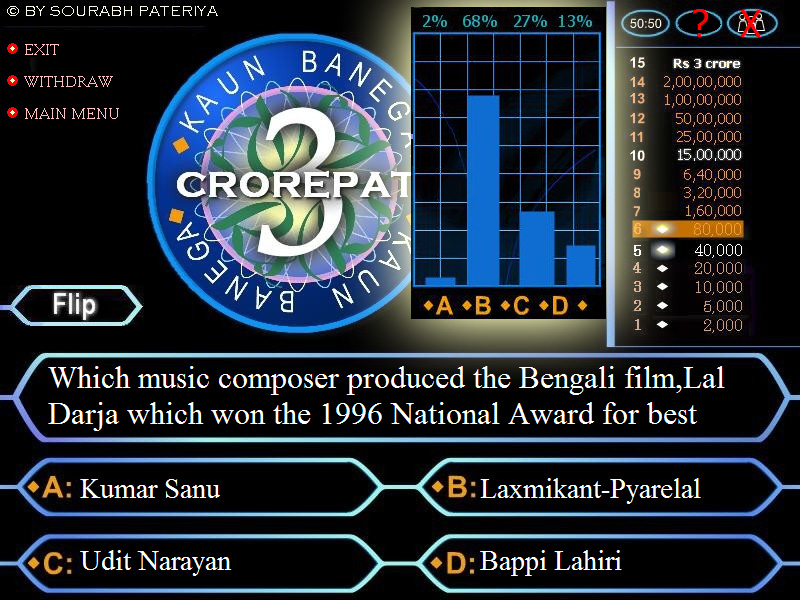 © BY SOURABH PATERIYA
EXIT
WITHDRAW
MAIN MENU
KAUN BANEGA
3
CROREPAT
KAUN BANEGA
2% 68% 27% 13%
A B C D
50:50 ?
15 Rs 3 crore
14 2,00,00,000
13 1,00,00,000
12 50,00,000
11 25,00,000
10 15,00,000
9 6,40,000
8 3,20,000
7 1,60,000
6 80,000
5 40,000
4 20,000
3 10,000
2 5,000
1 2,000
Flip
Which music composer produced the Bengali film,Lal
Darja which won the 1996 National Award for best
A: Kumar Sanu
B: Laxmikant-Pyarelal
C: Udit Narayan
D: Bappi Lahiri